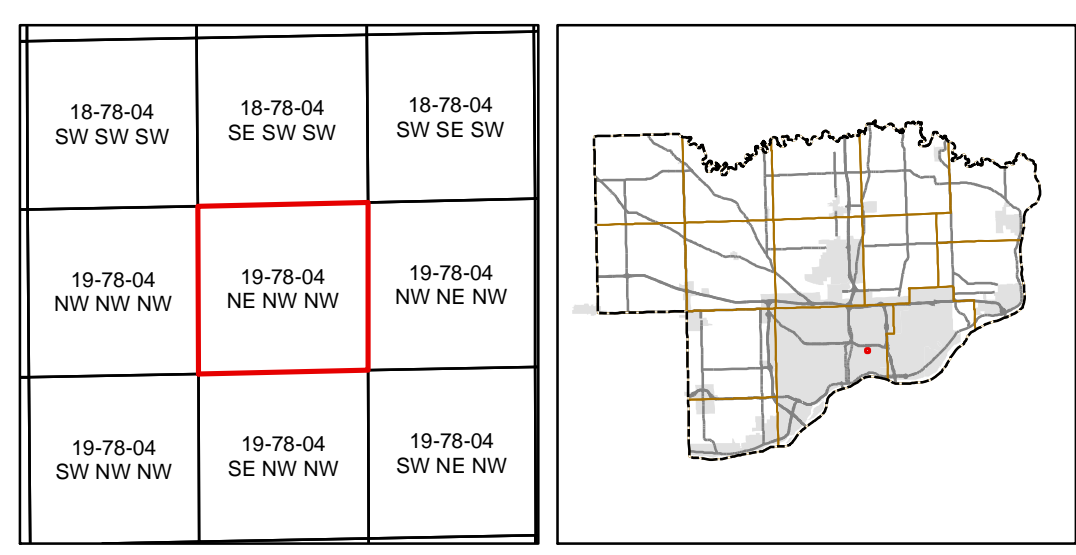 18-78-04
SW SW SW
18-78-04
SE SW SW
18-78-04
SW SE SW
19-78-04
NW NW NW
19-78-04
NE NW NW
19-78-04
NW NE NW
19-78-04
SW NW NW
19-78-04
SE NW NW
19-78-04
SW NE NW